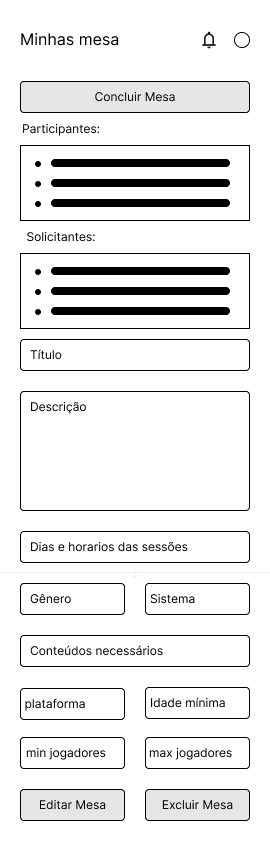 Minhas mesa
Concluir Mesa
Participantes:
Solicitantes:
Título
Descrição
Dias e horarios das sessões
Gênero
Sistema
Conteúdos necessários
plataforma
Idade mínima
min jogadores
max jogadores
Editar Mesa
Excluir Mesa